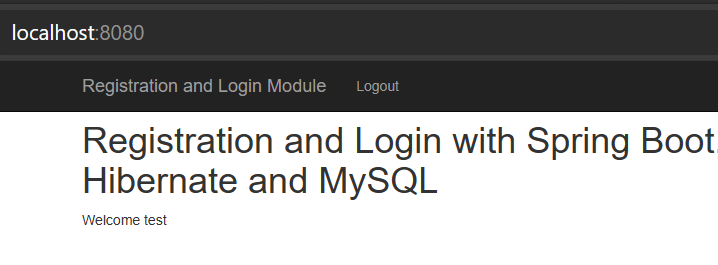 localhost:8080
Registration and Login Module Logout
Registration and Login with Spring Boot.
Hibernate and MySQL
Welcome test